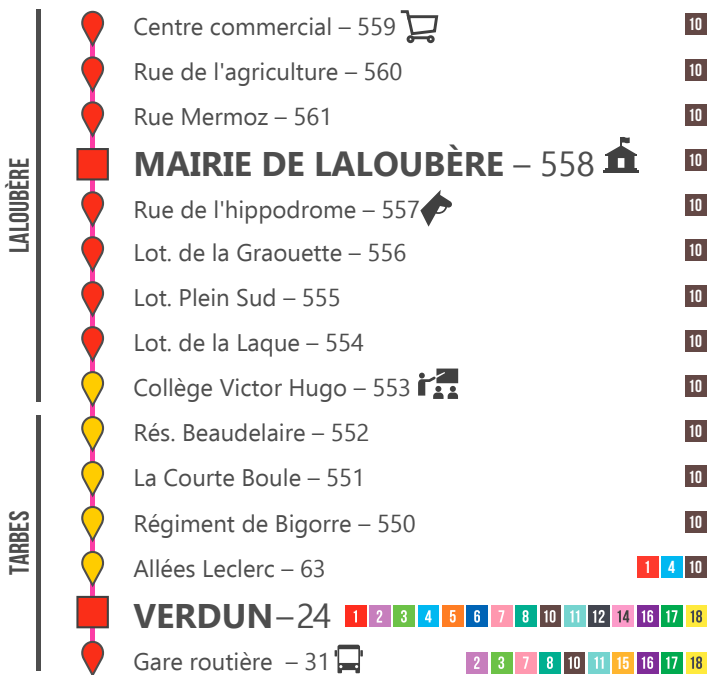 LALOUBÈRE
Centre commercial – 559 10
Rue de l'agriculture – 560 10
Rue Mermoz – 561 10
MAIRIE DE LALOUBÈRE – 558 10
Rue de l'hippodrome – 557 10
Lot. de la Graouette – 556 10
Lot. Plein Sud – 555 10
Lot. de la Laque – 554 10
Collège Victor Hugo – 553 10
TARBES
Rés. Beaudelaire – 552 10
La Courte Boule – 551 10
Régiment de Bigorre – 550 10
Allées Leclerc – 63 1 4 10
VERDUN – 24 1 2 3 4 5 6 7 8 10 11 12 14 16 17 18
Gare routière – 31 2 3 7 8 10 11 15 16 17 18